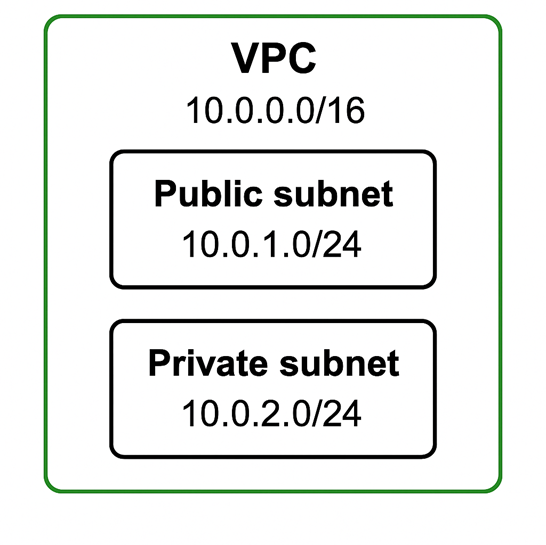 VPC
10.0.0.0/16
Public subnet
10.0.1.0/24
Private subnet
10.0.2.0/24